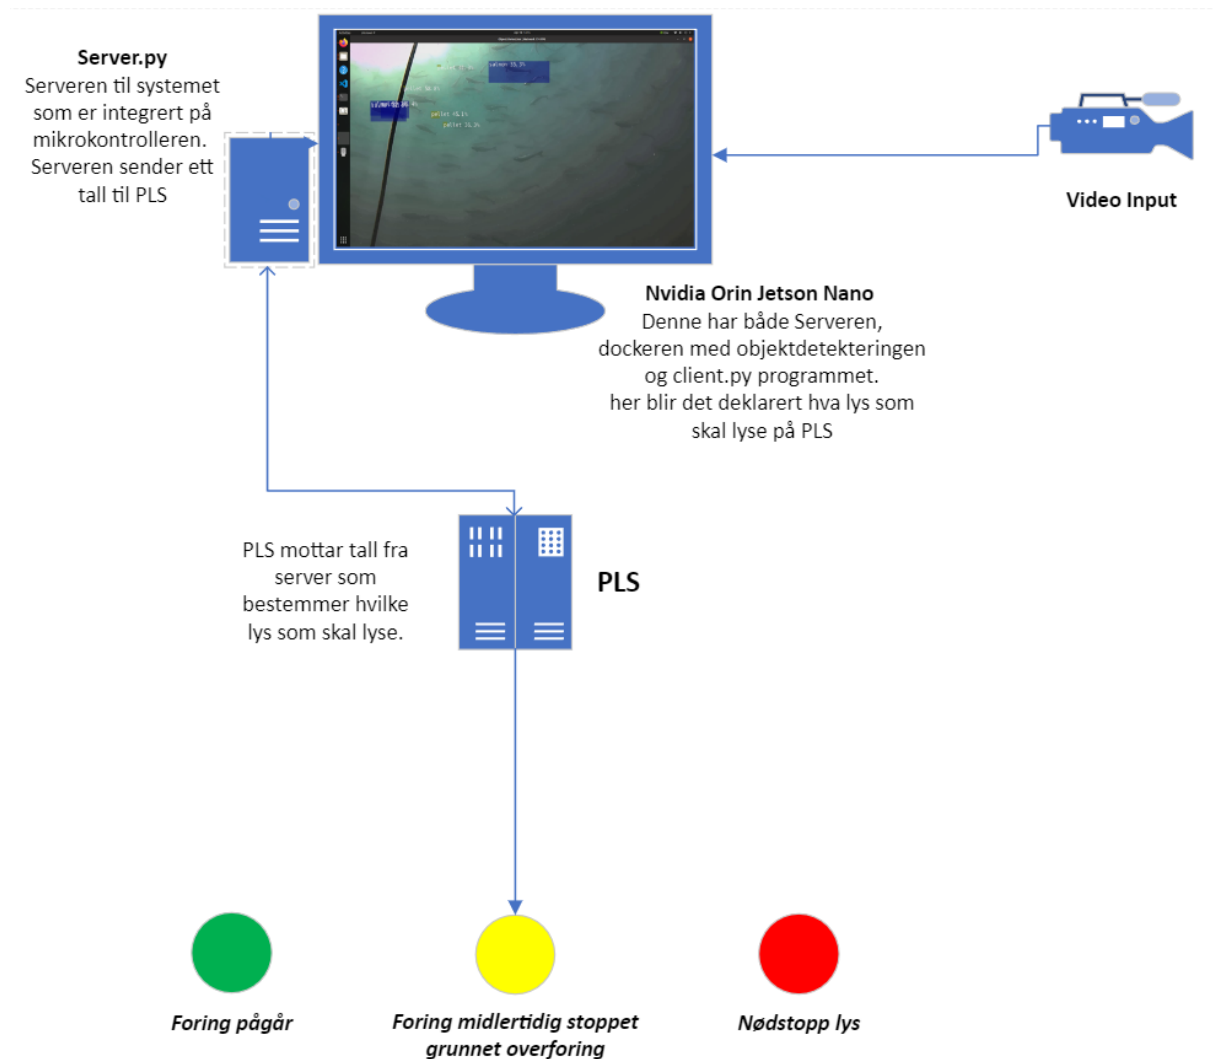 Server.py
Serveren til systemet
som er integrert på
mikrokontrolleren.
Serveren sender ett
tall til PLS
Video Input
Nvidia Orin Jetson Nano
Denne har både Serveren,
dockeren med objektdetekteringen
og client.py programmet.
her blir det deklarert hva lys som
skal lyse på PLS
PLS mottar tall fra
server som
bestemmer hvilke
lys som skal lyse.
PLS
Foring pågår
Foring midlertidig stoppet
grunnet overforing
Nødstopp lys